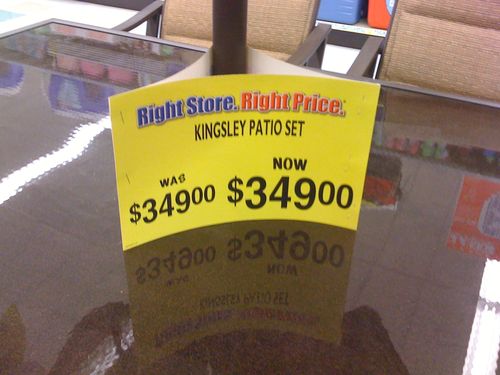 Right Store. Right Price.
KINGSLEY PATIO SET
WAS NOW
$34900 $34900